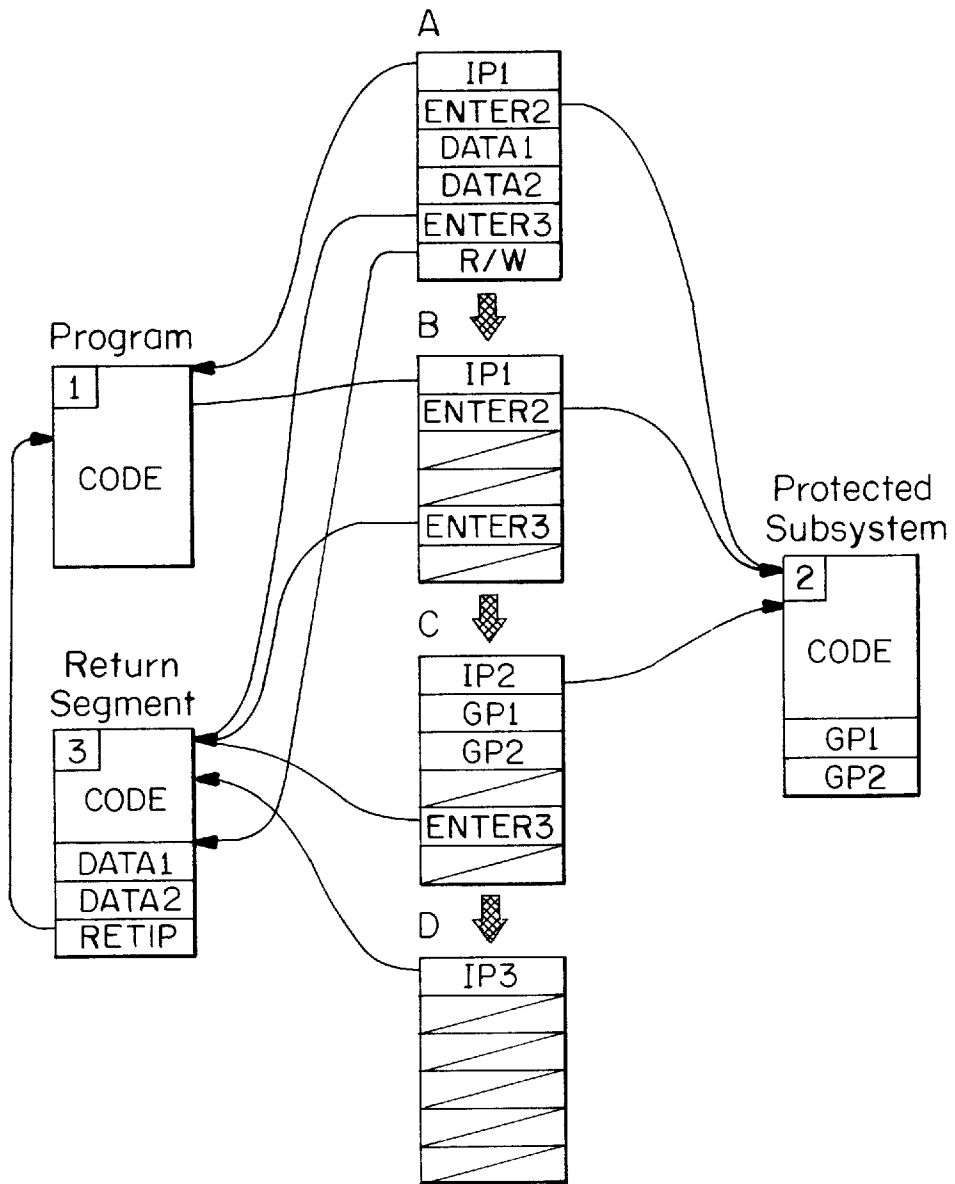 A
IP1
ENTER2
DATA1
DATA2
ENTER3
R/W
B
IP1
ENTER2
ENTER3
C
IP2
GP1
GP2
ENTER3
D
IP3
Program
1
CODE
Return
Segment
3
CODE
DATA1
DATA2
RETIP
Protected
Subsystem
2
CODE
GP1
GP2